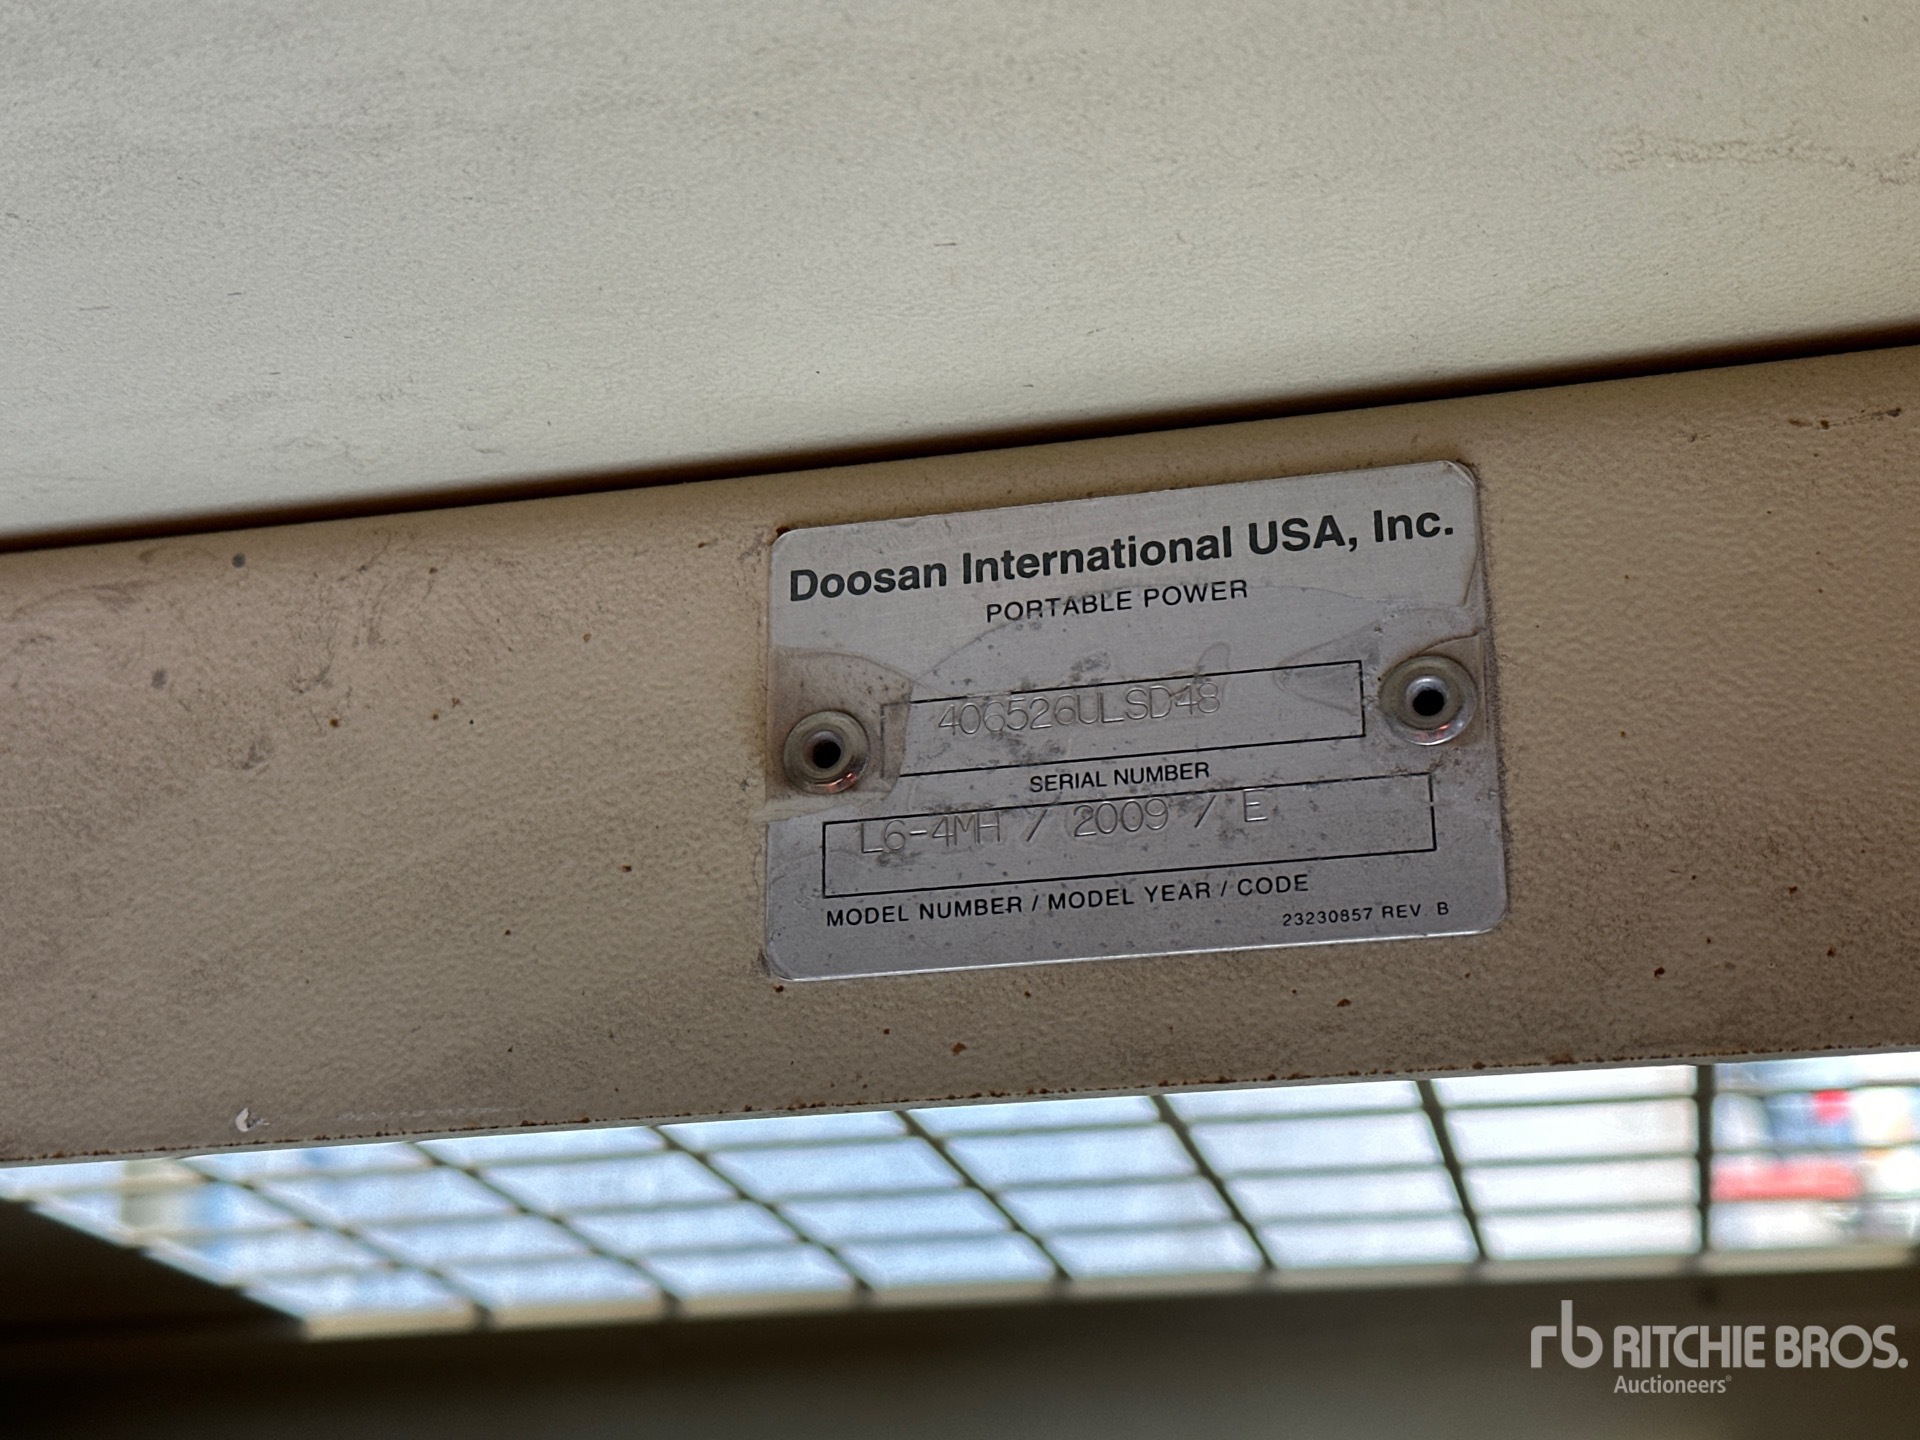 Doosan International USA, Inc.
PORTABLE POWER
406526ULSD48
SERIAL NUMBER
L6-4MH / 2009 / E
MODEL NUMBER / MODEL YEAR / CODE
23230857 REV. B
rb RITCHIE BROS.
Auctioneers®